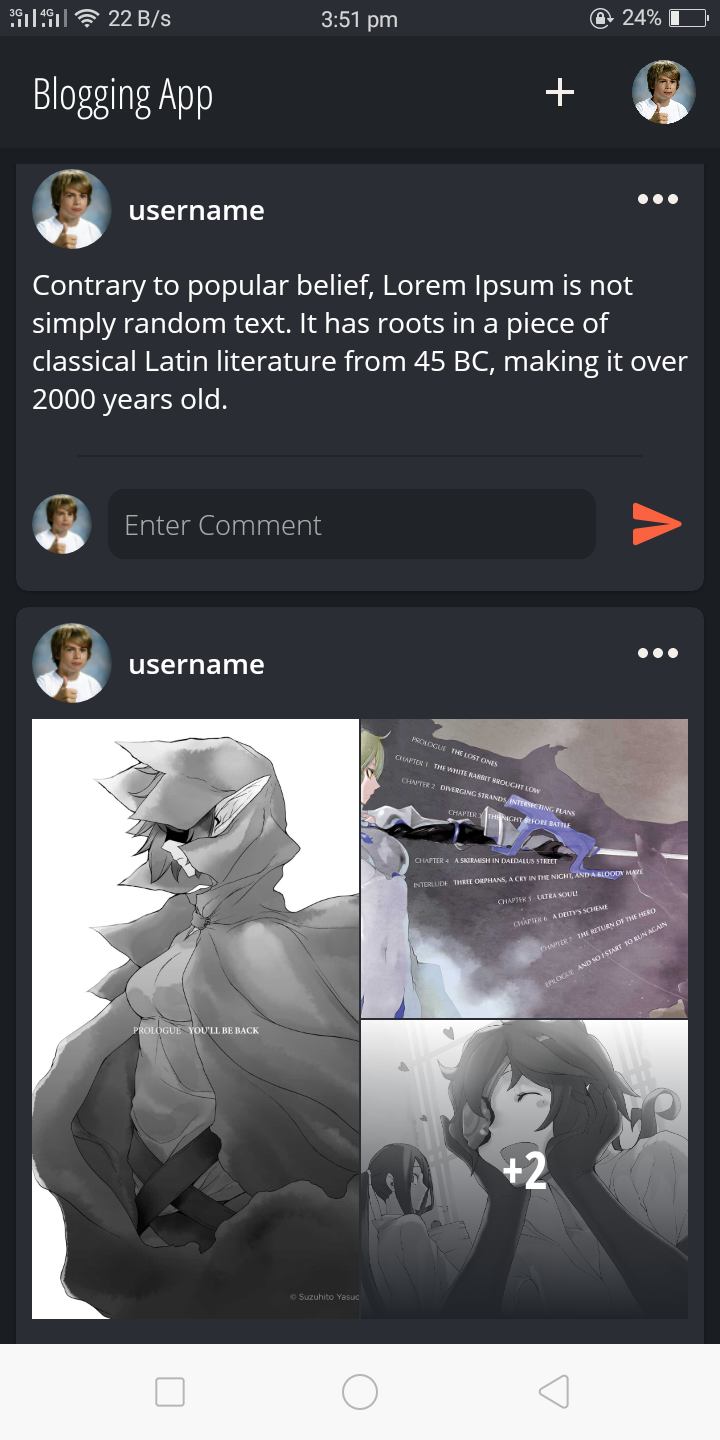 3G 4G 22 B/s 3:51 pm 24%
Blogging App
username
Contrary to popular belief, Lorem Ipsum is not
simply random text. It has roots in a piece of
classical Latin literature from 45 BC, making it over
2000 years old.
Enter Comment
username
PROLOGUE YOU'LL BE BACK
© Suzuhito Yasuc
PROLOGUE THE LOST ONES
CHAPTER 1 THE WHITE RABBIT BROUGHT LOW
CHAPTER 2 DIVERGING STRANDS, INTERSECTING PLANS
CHAPTER 3 THE NIGHT BEFORE BATTLE
CHAPTER 4 A SKIRMISH IN DAEDALUS STREET
INTERLUDE THREE ORPHANS, A CRY IN THE NIGHT, AND A BLOODY MAZE
CHAPTER 5 ULTRA SOUL!
CHAPTER 6 A DEITY'S SCHEME
CHAPTER 7 THE RETURN OF THE HERO
EPILOGUE AND SO I START TO RUN AGAIN
+2